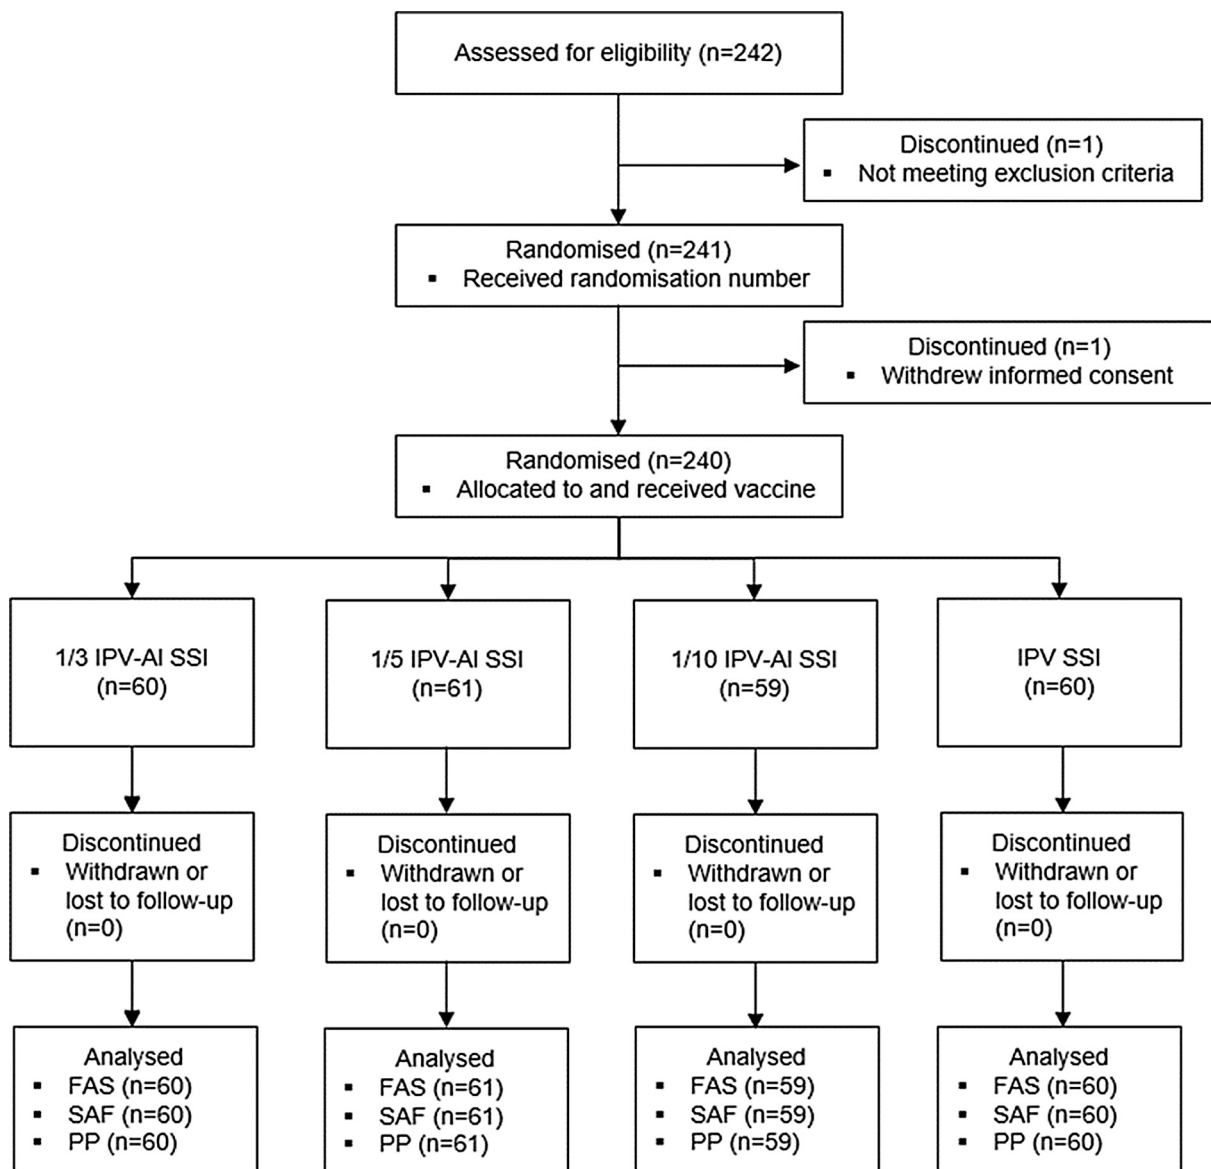 Assessed for eligibility (n=242)
Discontinued (n=1)
▪ Not meeting exclusion criteria
Randomised (n=241)
▪ Received randomisation number
Discontinued (n=1)
▪ Withdrew informed consent
Randomised (n=240)
▪ Allocated to and received vaccine
1/3 IPV-Al SSI
(n=60)
1/5 IPV-Al SSI
(n=61)
1/10 IPV-Al SSI
(n=59)
IPV SSI
(n=60)
Discontinued
▪ Withdrawn or
lost to follow-up
(n=0)
Discontinued
▪ Withdrawn or
lost to follow-up
(n=0)
Discontinued
▪ Withdrawn or
lost to follow-up
(n=0)
Discontinued
▪ Withdrawn or
lost to follow-up
(n=0)
Analysed
▪ FAS (n=60)
▪ SAF (n=60)
▪ PP (n=60)
Analysed
▪ FAS (n=61)
▪ SAF (n=61)
▪ PP (n=61)
Analysed
▪ FAS (n=59)
▪ SAF (n=59)
▪ PP (n=59)
Analysed
▪ FAS (n=60)
▪ SAF (n=60)
▪ PP (n=60)